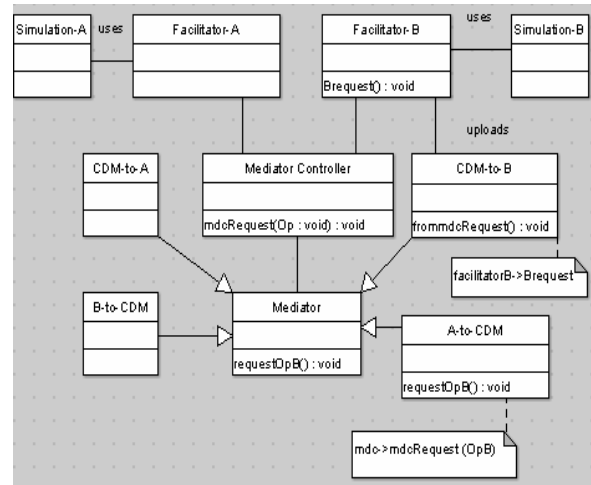 Simulation-A
uses
Facilitator-A
Facilitator-B
uses
Simulation-B
Brequest() : void
uploads
CDM-to-A
Mediator Controller
CDM-to-B
mdcRequest(Op : void) : void
frommdcRequest() : void
facilitatorB->Brequest
B-to-CDM
Mediator
A-to-CDM
requestOpB() : void
requestOpB() : void
mdc->mdcRequest (OpB)